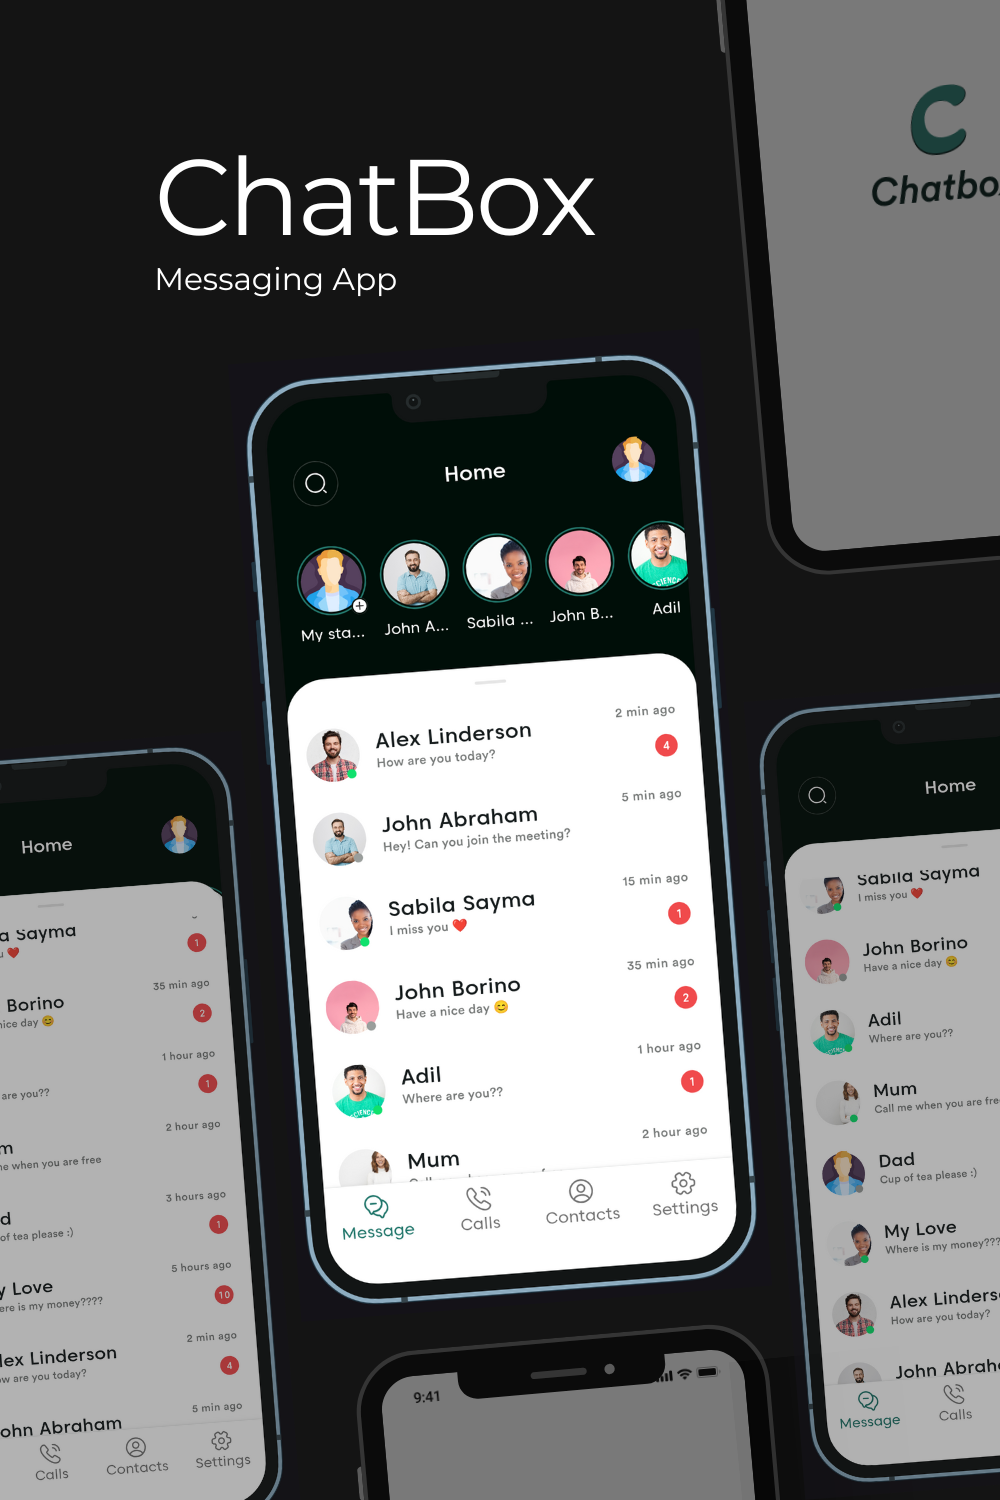 ChatBox
Messaging App
C
Chatbo
Home
My sta...
John A...
Sabila ...
John B...
Adil
Alex Linderson
2 min ago
How are you today?
4
John Abraham
5 min ago
Hey! Can you join the meeting?
Sabila Sayma
15 min ago
I miss you ❤️
1
John Borino
35 min ago
Have a nice day 😊
2
Adil
1 hour ago
Where are you??
1
Mum
2 hour ago
Message
Calls
Contacts
Settings
Home
a Sayma
u ❤️
1
Borino
35 min ago
nice day 😊
2
1 hour ago
are you??
1
m
2 hour ago
me when you are free
d
3 hours ago
of tea please :)
1
y Love
5 hours ago
ere is my money????
10
lex Linderson
2 min ago
ow are you today?
4
ohn Abraham
5 min ago
Calls
Contacts
Settings
Home
Sabila Sayma
I miss you ❤️
John Borino
Have a nice day 😊
Adil
Where are you??
Mum
Call me when you are fre
Dad
Cup of tea please :)
My Love
Where is my money???
Alex Linders
How are you today?
John Abrah
Message
Calls
9:41